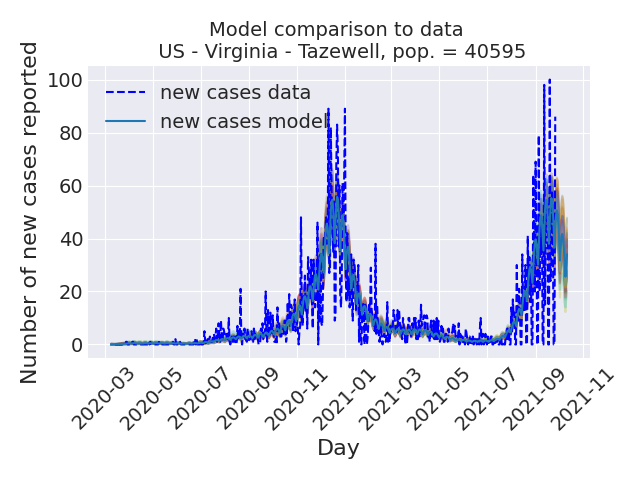 Model comparison to data
US - Virginia - Tazewell, pop. = 40595
Number of new cases reported
100
80
60
40
20
0
new cases data
new cases model
2020-03
2020-05
2020-07
2020-09
2020-11
2021-01
2021-03
2021-05
2021-07
2021-09
2021-11
Day